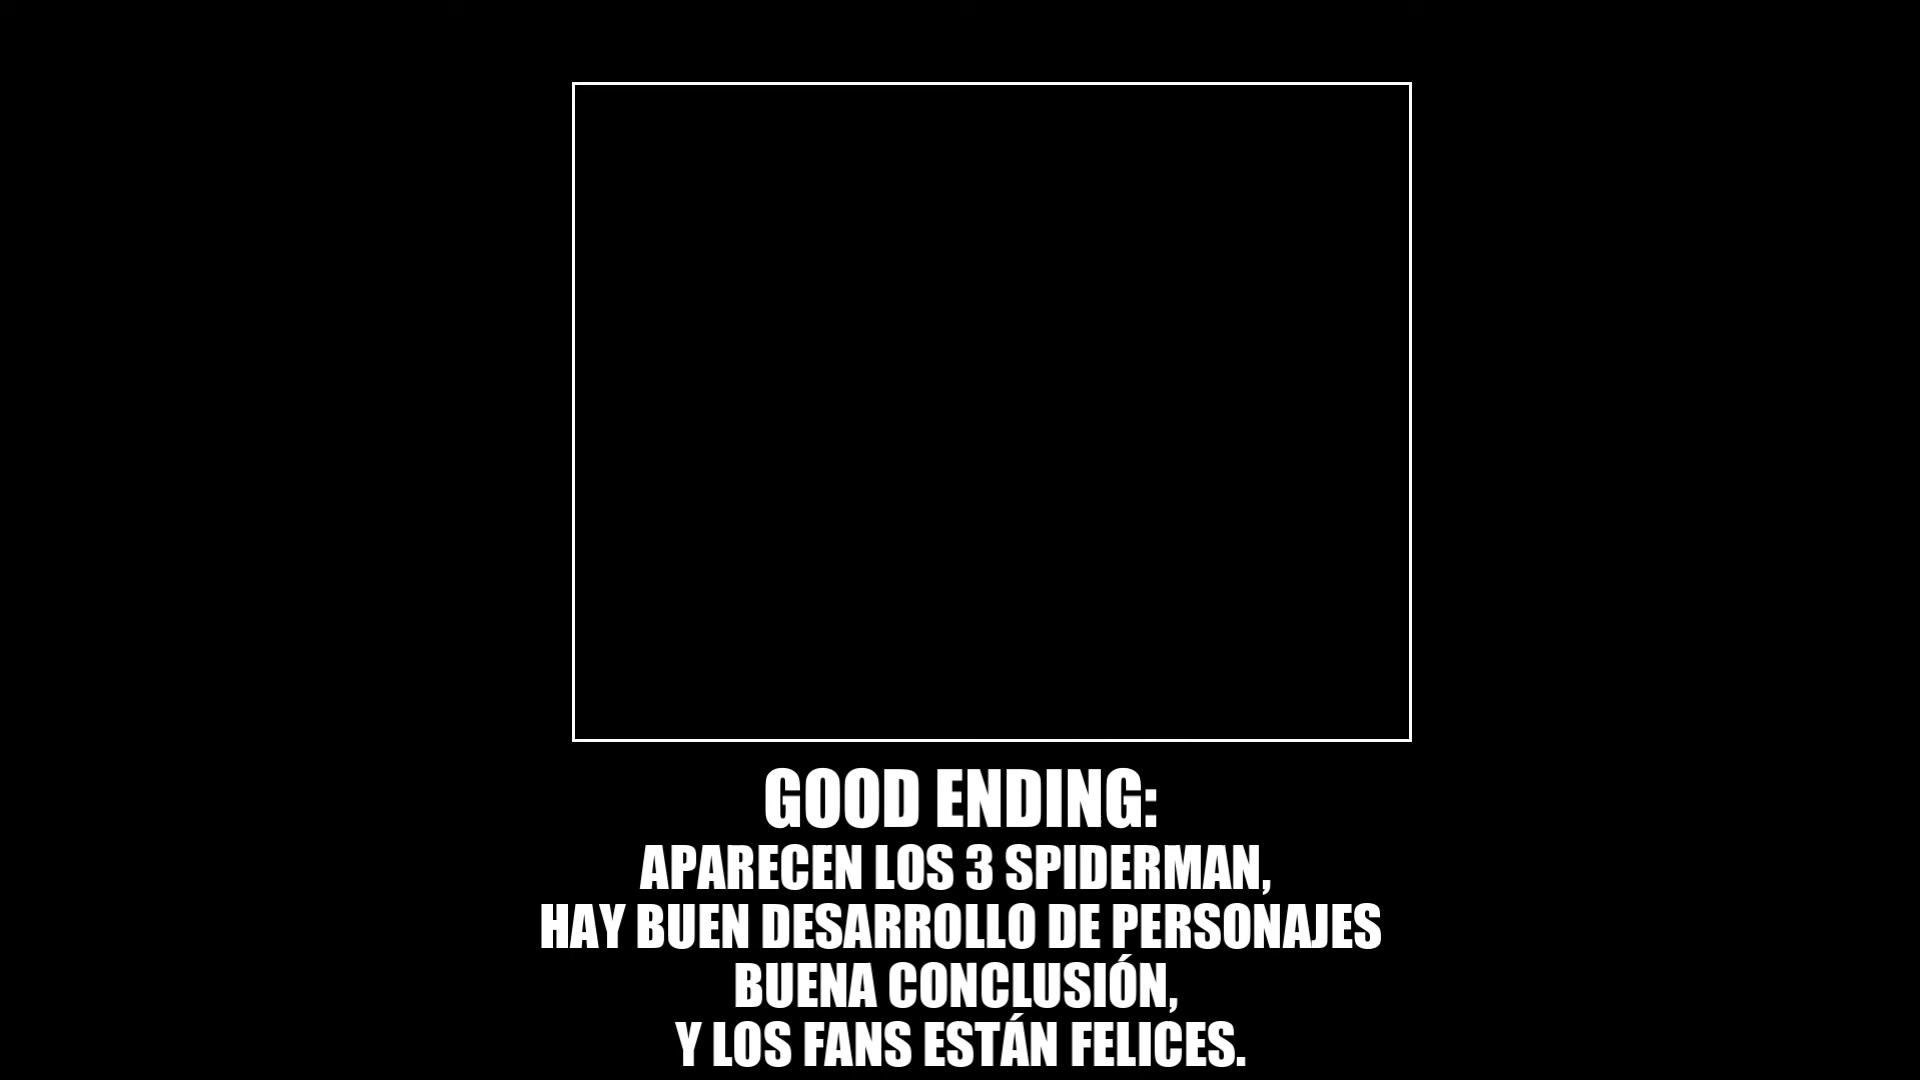 GOOD ENDING:
APARECEN LOS 3 SPIDERMAN,
HAY BUEN DESARROLLO DE PERSONAJES
BUENA CONCLUSIÓN,
Y LOS FANS ESTÁN FELICES.